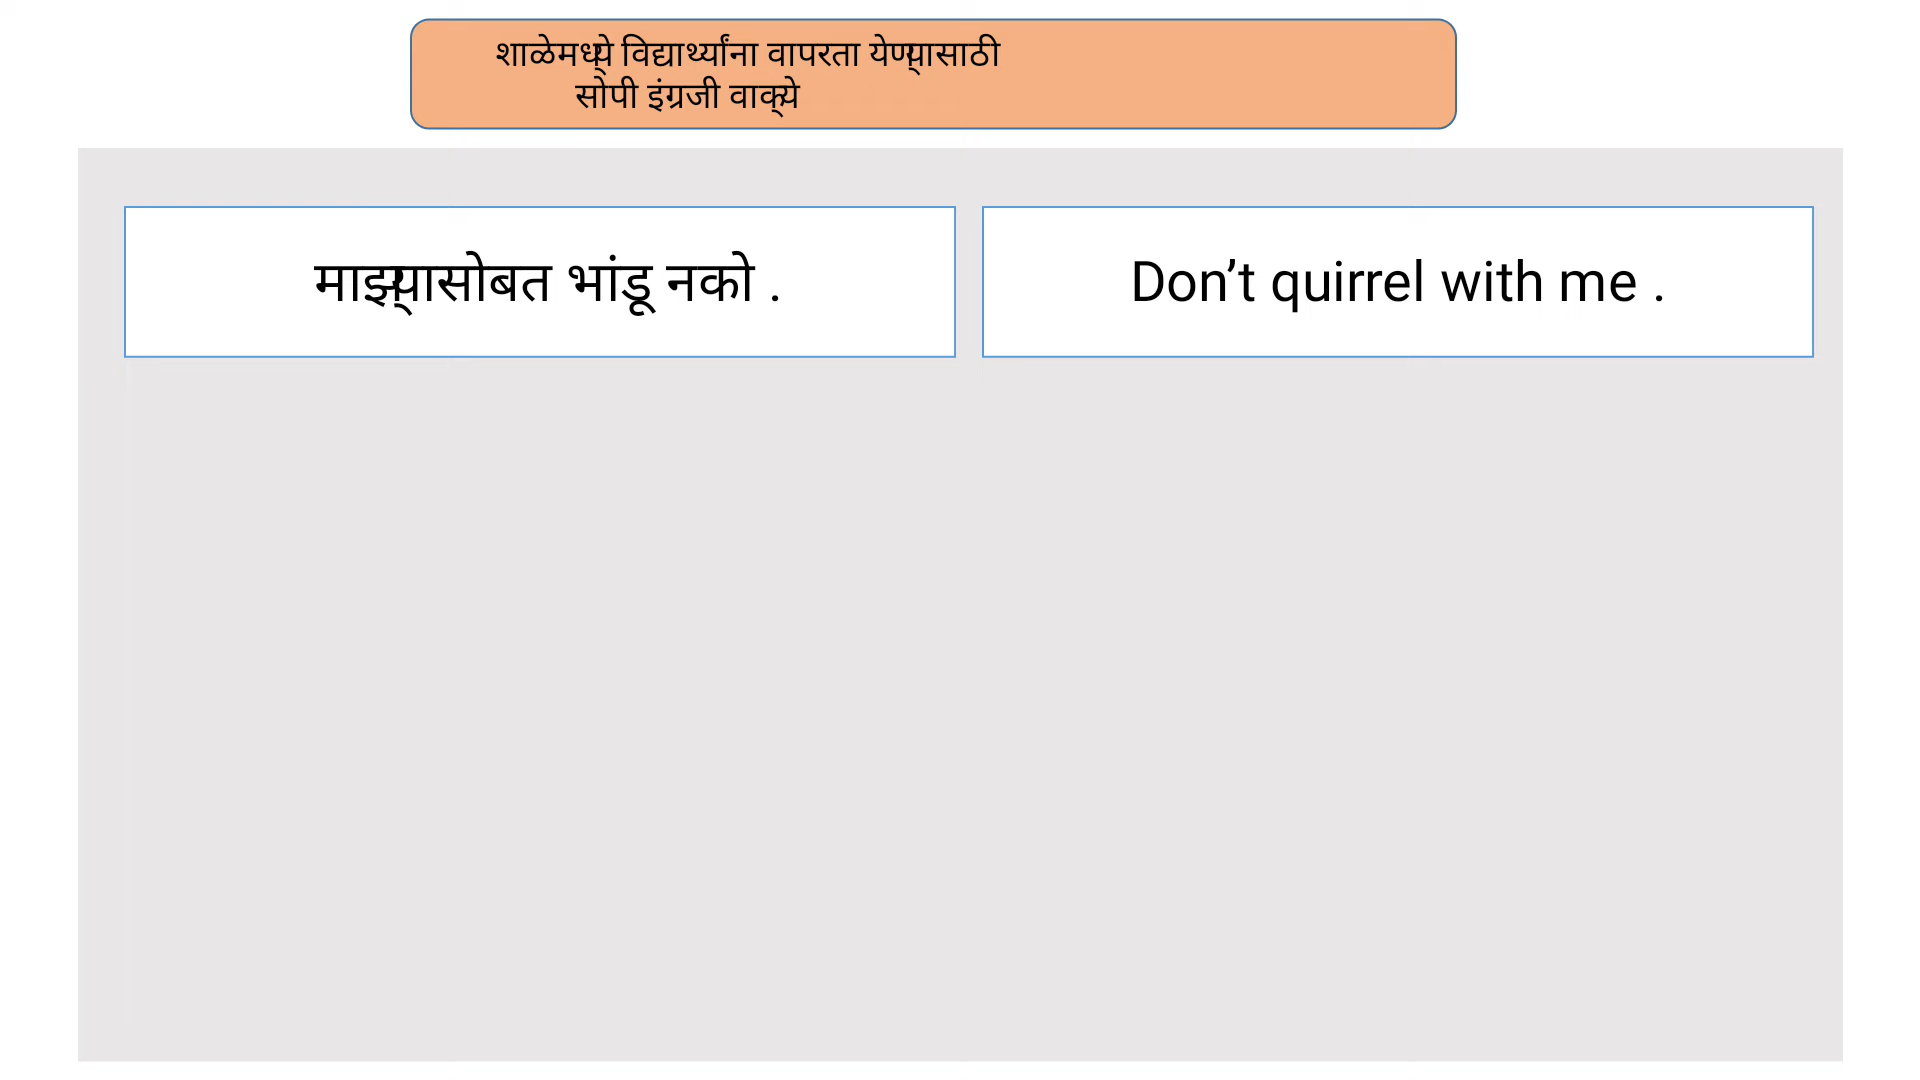 शाळेमध्ये विद्यार्थ्यांना वापरता येण्यासाठी
सोपी इंग्रजी वाक्ये
माझ्यासोबत भांडू नको .
Don’t quirrel with me .